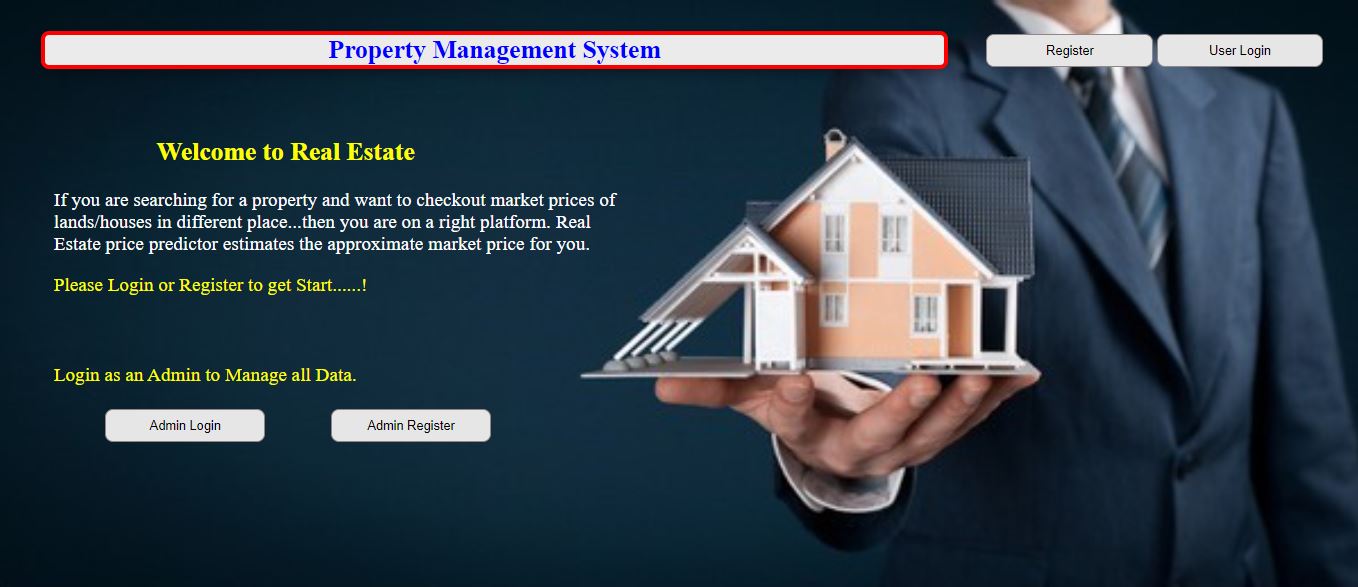 Property Management System
Register
User Login
Welcome to Real Estate
If you are searching for a property and want to checkout market prices of
lands/houses in different place...then you are on a right platform. Real
Estate price predictor estimates the approximate market price for you.
Please Login or Register to get Start......!
Login as an Admin to Manage all Data.
Admin Login
Admin Register